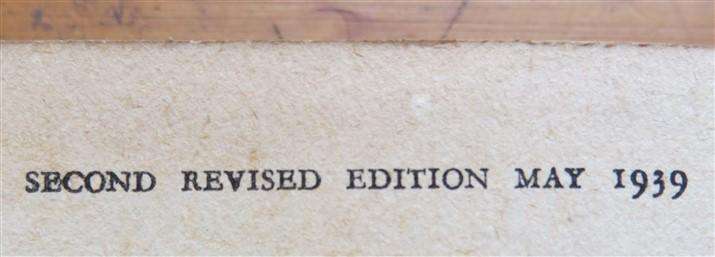 SECOND REVISED EDITION MAY 1939